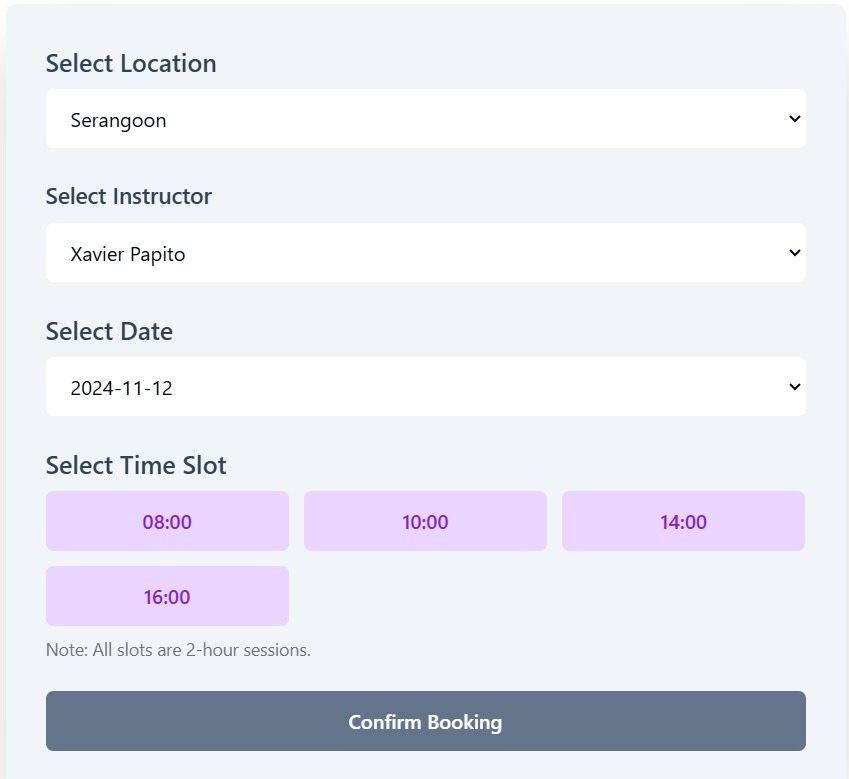 Select Location
Serangoon
Select Instructor
Xavier Papito
Select Date
2024-11-12
Select Time Slot
08:00 10:00 14:00
16:00
Note: All slots are 2-hour sessions.
Confirm Booking